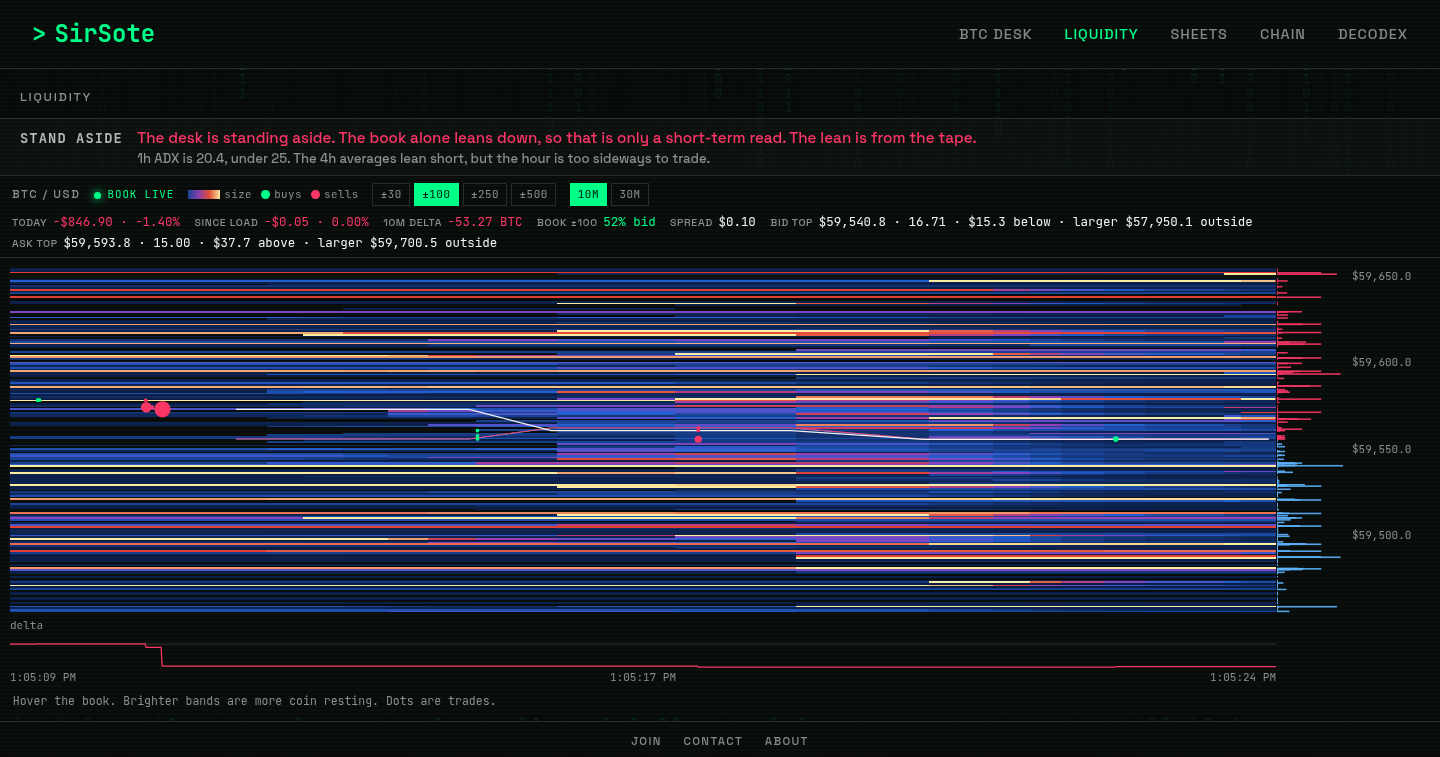 > SirSote
BTC DESK LIQUIDITY SHEETS CHAIN DECODEX
LIQUIDITY
STAND ASIDE The desk is standing aside. The book alone leans down, so that is only a short-term read. The lean is from the tape.
1h ADX is 20.4, under 25. The 4h averages lean short, but the hour is too sideways to trade.
BTC / USD BOOK LIVE size buys sells ±30 ±100 ±250 ±500 10M 30M
TODAY -$846.90 · -1.40% SINCE LOAD -$0.05 · 0.00% 10M DELTA -53.27 BTC BOOK ±100 52% bid SPREAD $0.10 BID TOP $59,540.8 · 16.71 · $15.3 below · larger $57,950.1 outside
ASK TOP $59,593.8 · 15.00 · $37.7 above · larger $59,700.5 outside
$59,650.0
$59,600.0
$59,550.0
$59,500.0
delta
1:05:09 PM 1:05:17 PM 1:05:24 PM
Hover the book. Brighter bands are more coin resting. Dots are trades.
JOIN CONTACT ABOUT